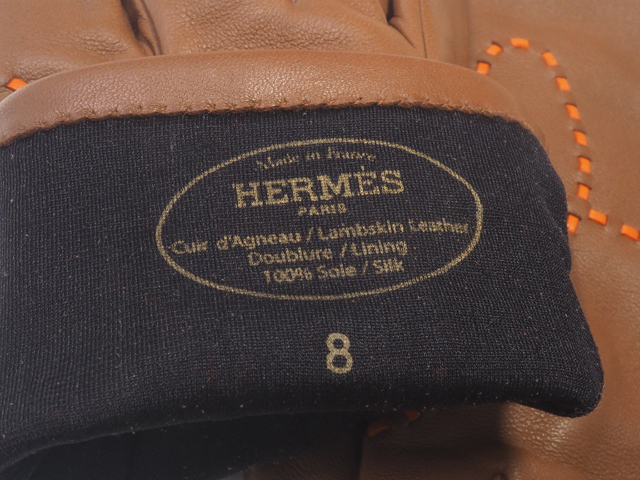 Made in France
HERMÈS
PARIS
Cuir d'Agneau / Lambskin Leather
Doublure / Lining
100% Soie / Silk
8